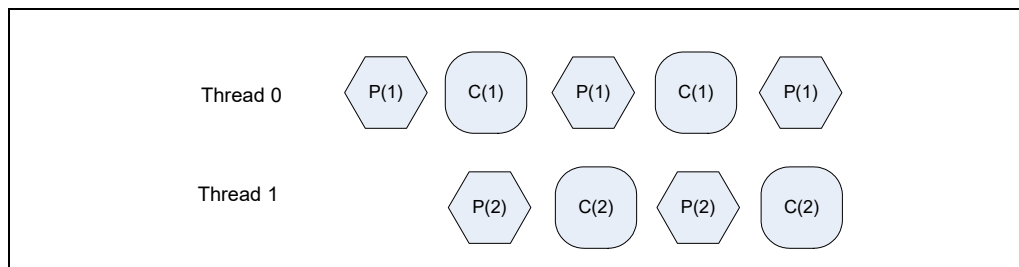 Thread 0 P(1) C(1) P(1) C(1) P(1)
Thread 1 P(2) C(2) P(2) C(2)